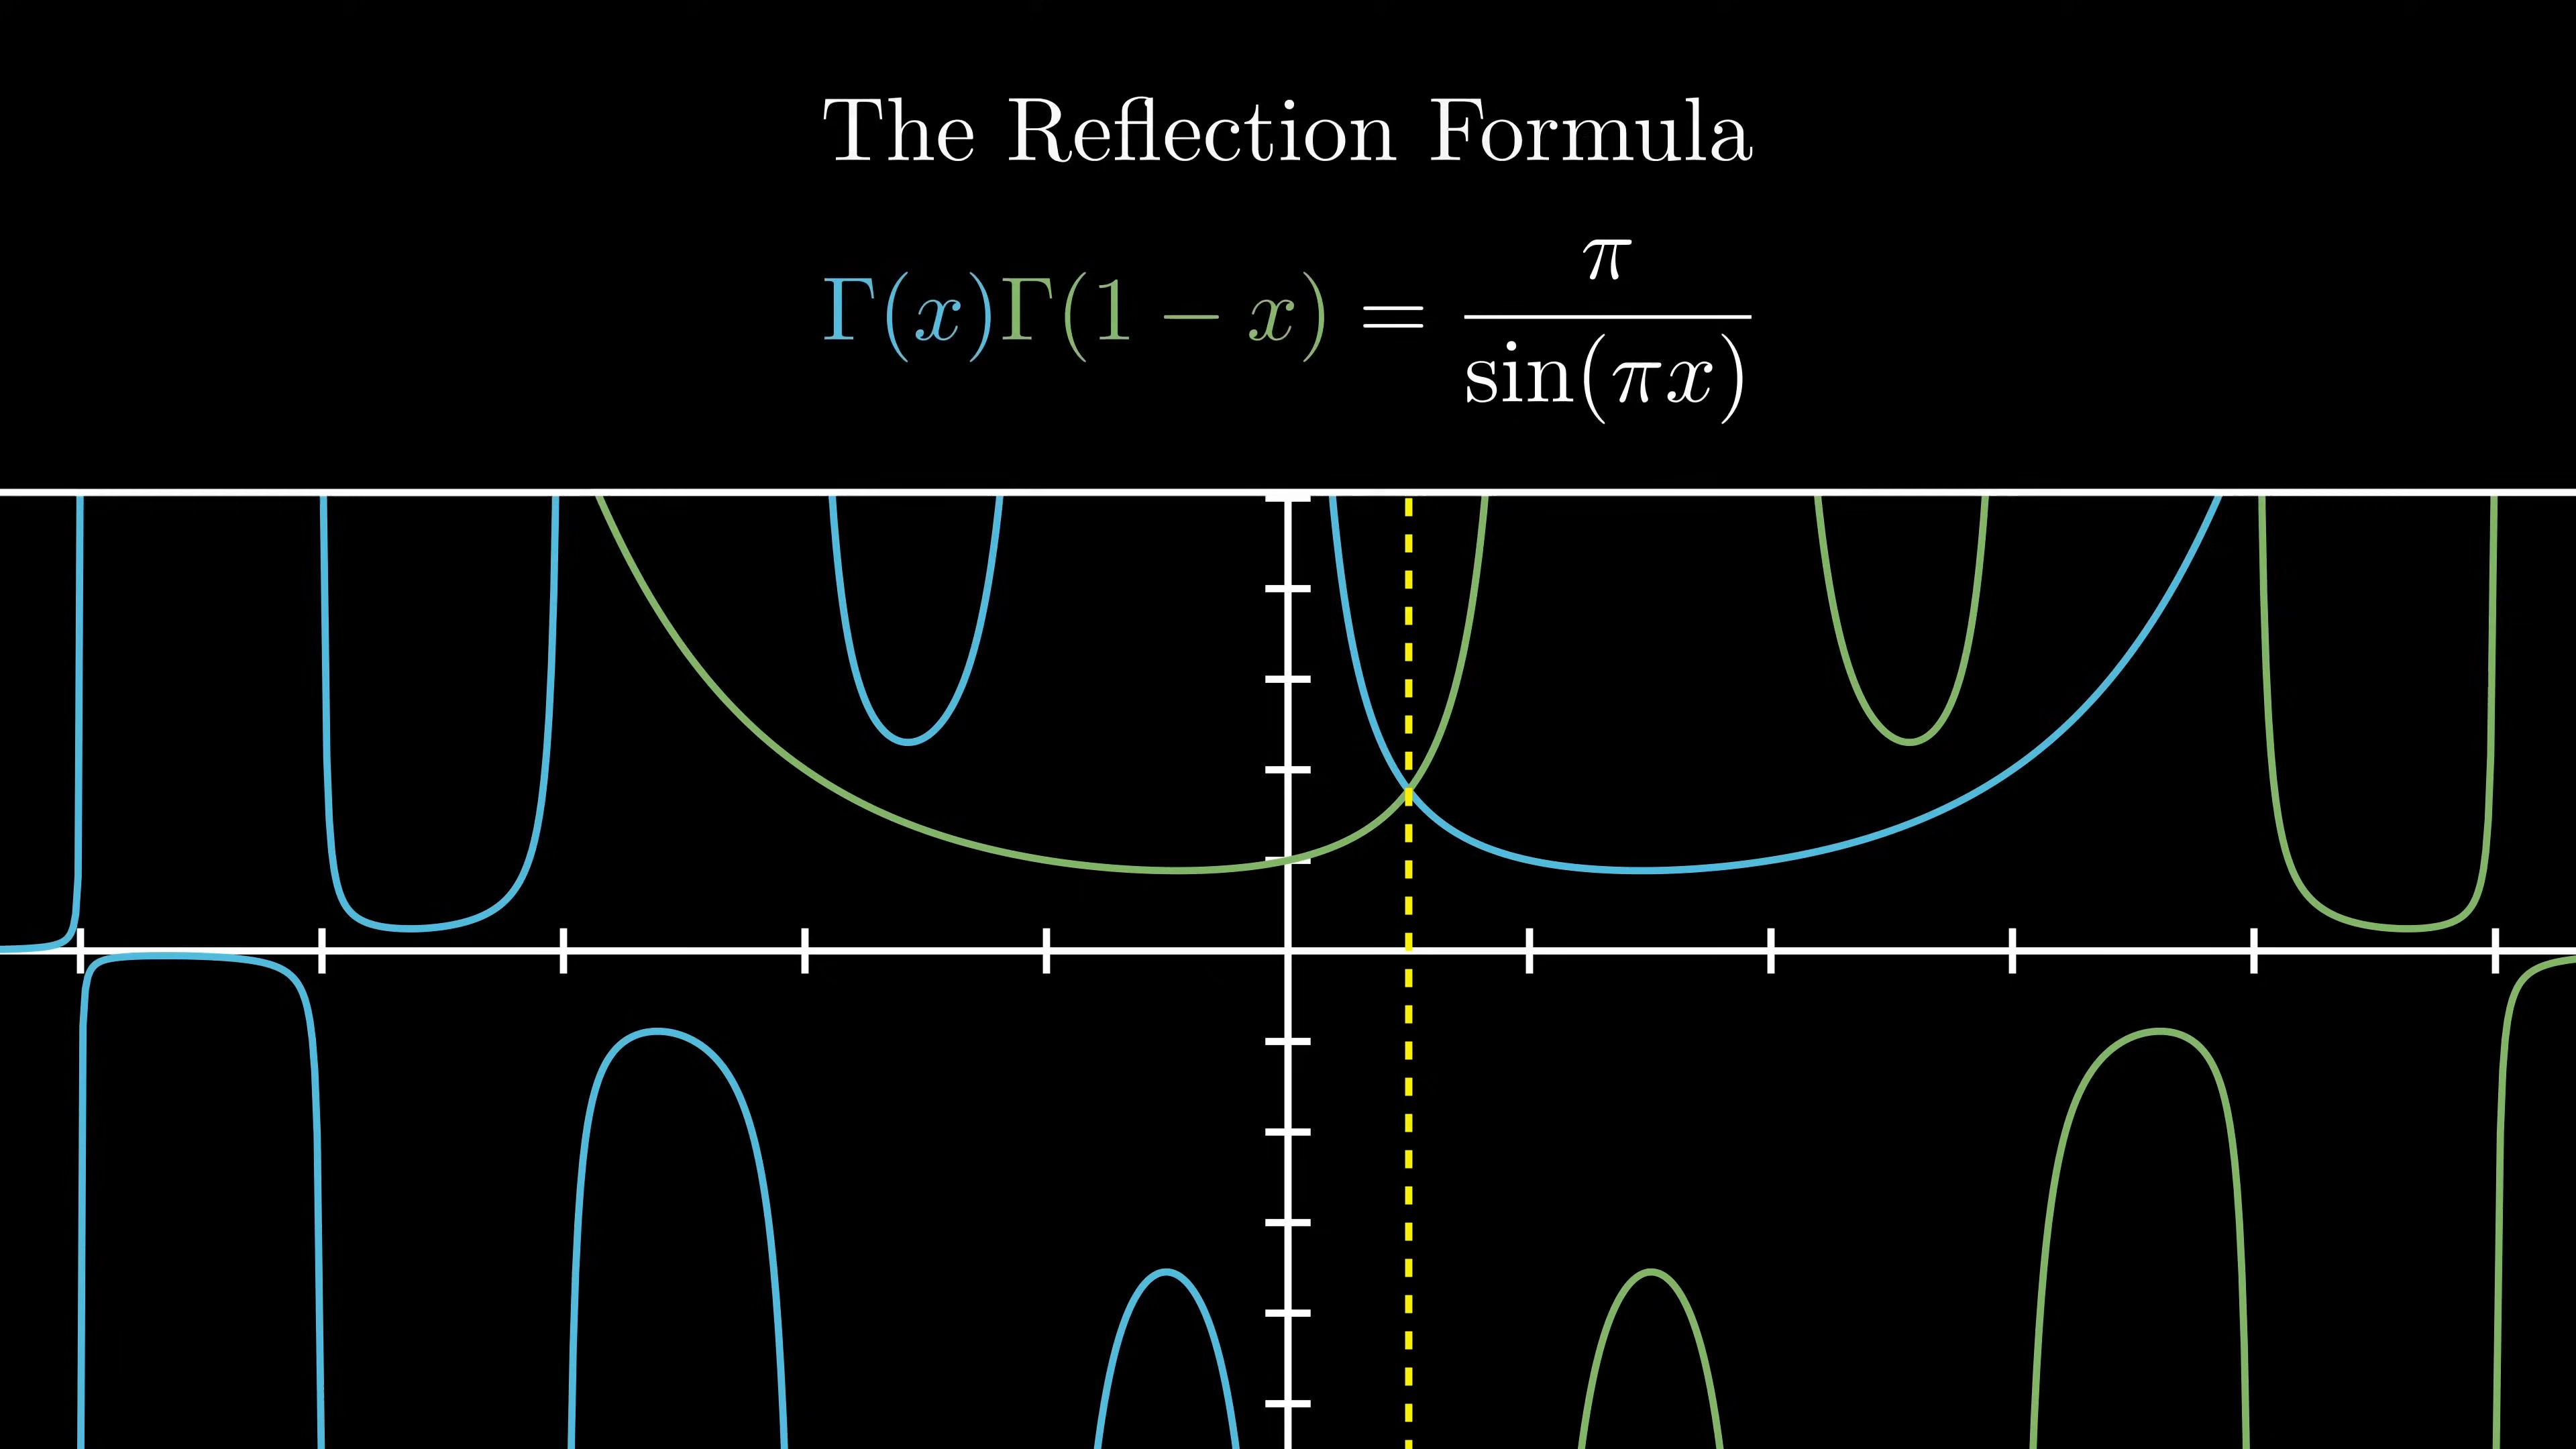 The Reflection Formula
Γ(x)Γ(1 − x) = π / sin(πx)